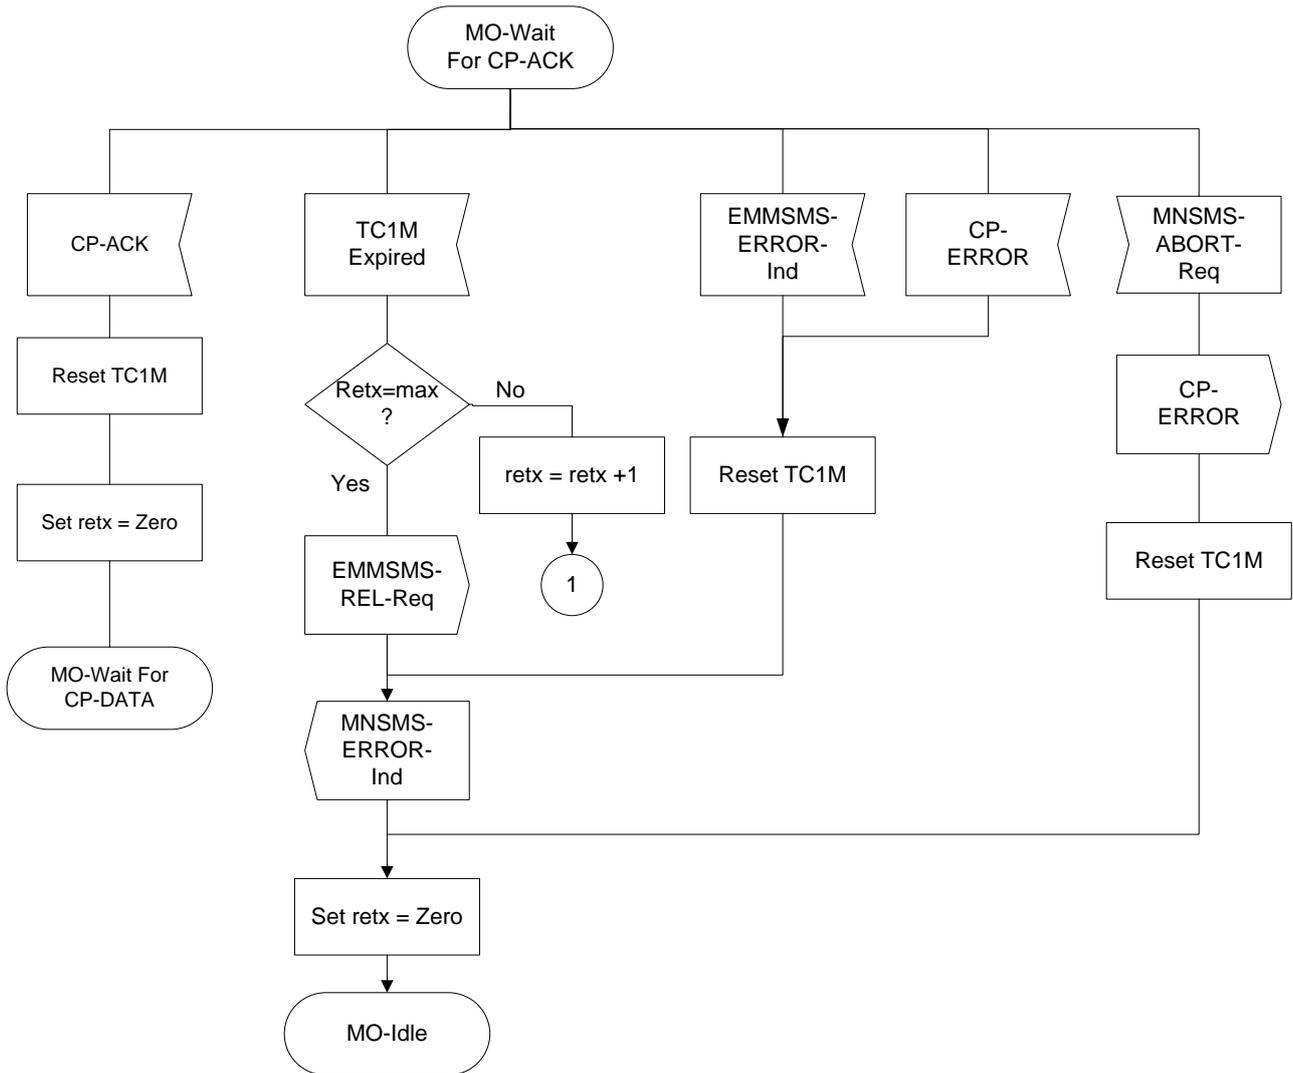 MO-Wait
For CP-ACK
CP-ACK
TC1M
Expired
EMMSMS-
ERROR-
Ind
CP-
ERROR
MNSMS-
ABORT-
Req
Reset TC1M
Retx=max
?
No
Yes
retx = retx +1
Reset TC1M
CP-
ERROR
Set retx = Zero
EMMSMS-
REL-Req
1
Reset TC1M
MO-Wait For
CP-DATA
MNSMS-
ERROR-
Ind
Set retx = Zero
MO-Idle